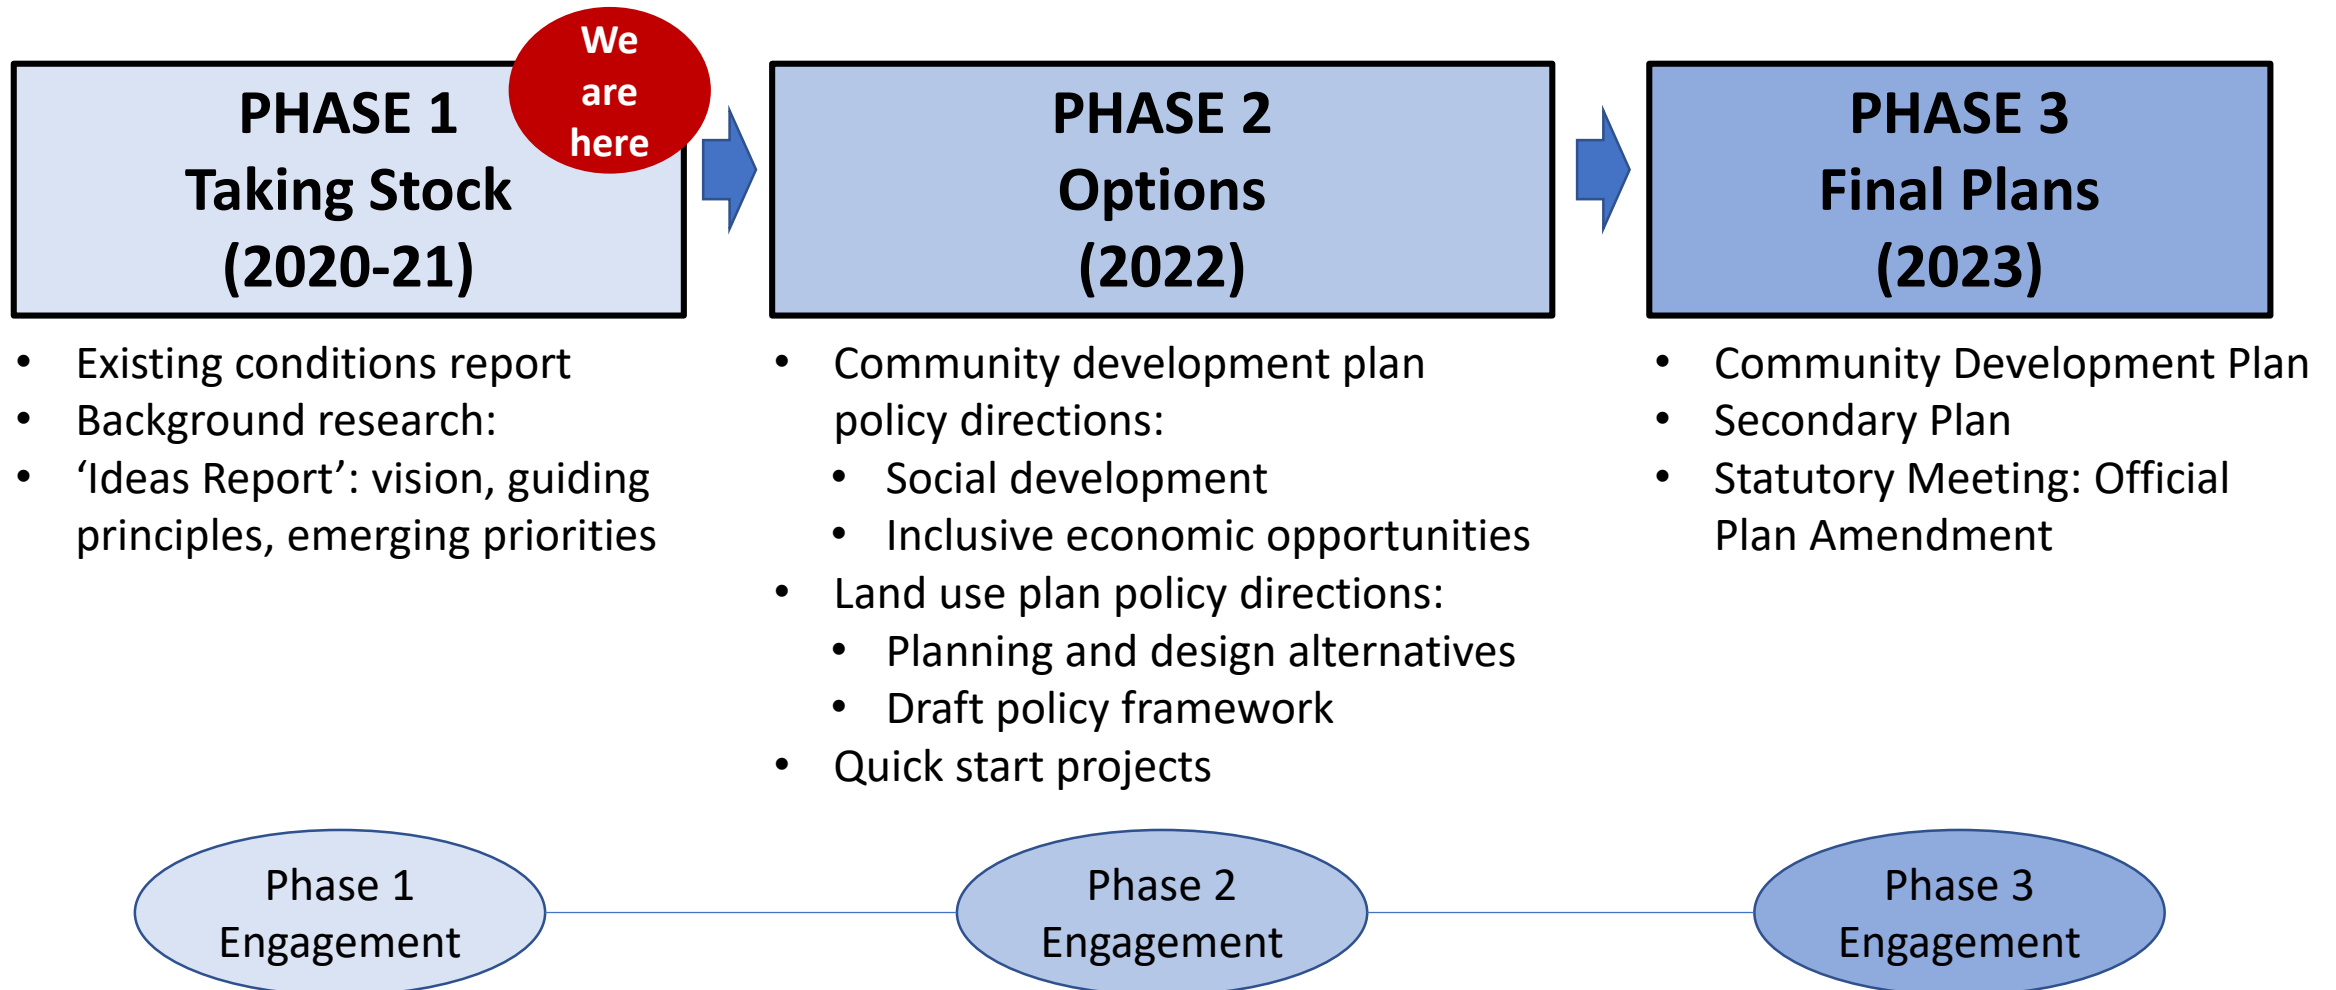 We
are
here
PHASE 1
Taking Stock
(2020-21)
PHASE 2
Options
(2022)
PHASE 3
Final Plans
(2023)
• Existing conditions report
• Background research:
• ‘Ideas Report’: vision, guiding
principles, emerging priorities
• Community development plan
policy directions:
• Social development
• Inclusive economic opportunities
• Land use plan policy directions:
• Planning and design alternatives
• Draft policy framework
• Quick start projects
• Community Development Plan
• Secondary Plan
• Statutory Meeting: Official
Plan Amendment
Phase 1
Engagement
Phase 2
Engagement
Phase 3
Engagement